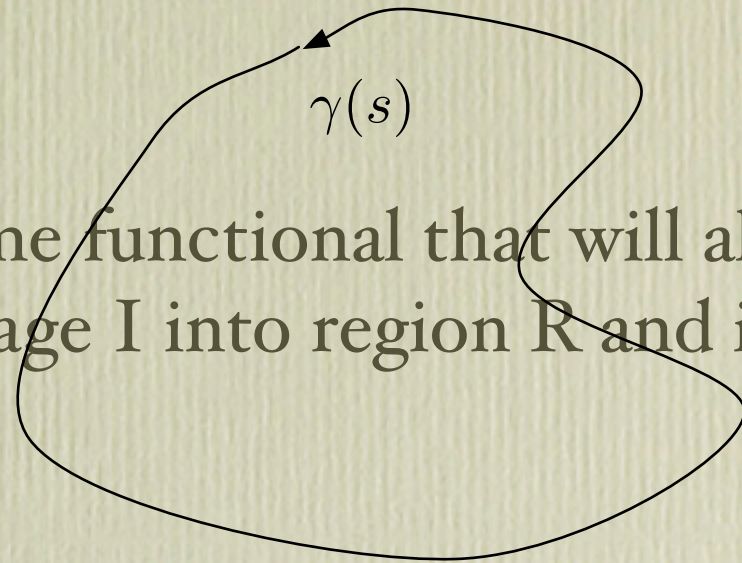 γ(s)
ne functional that will al
age I into region R and i